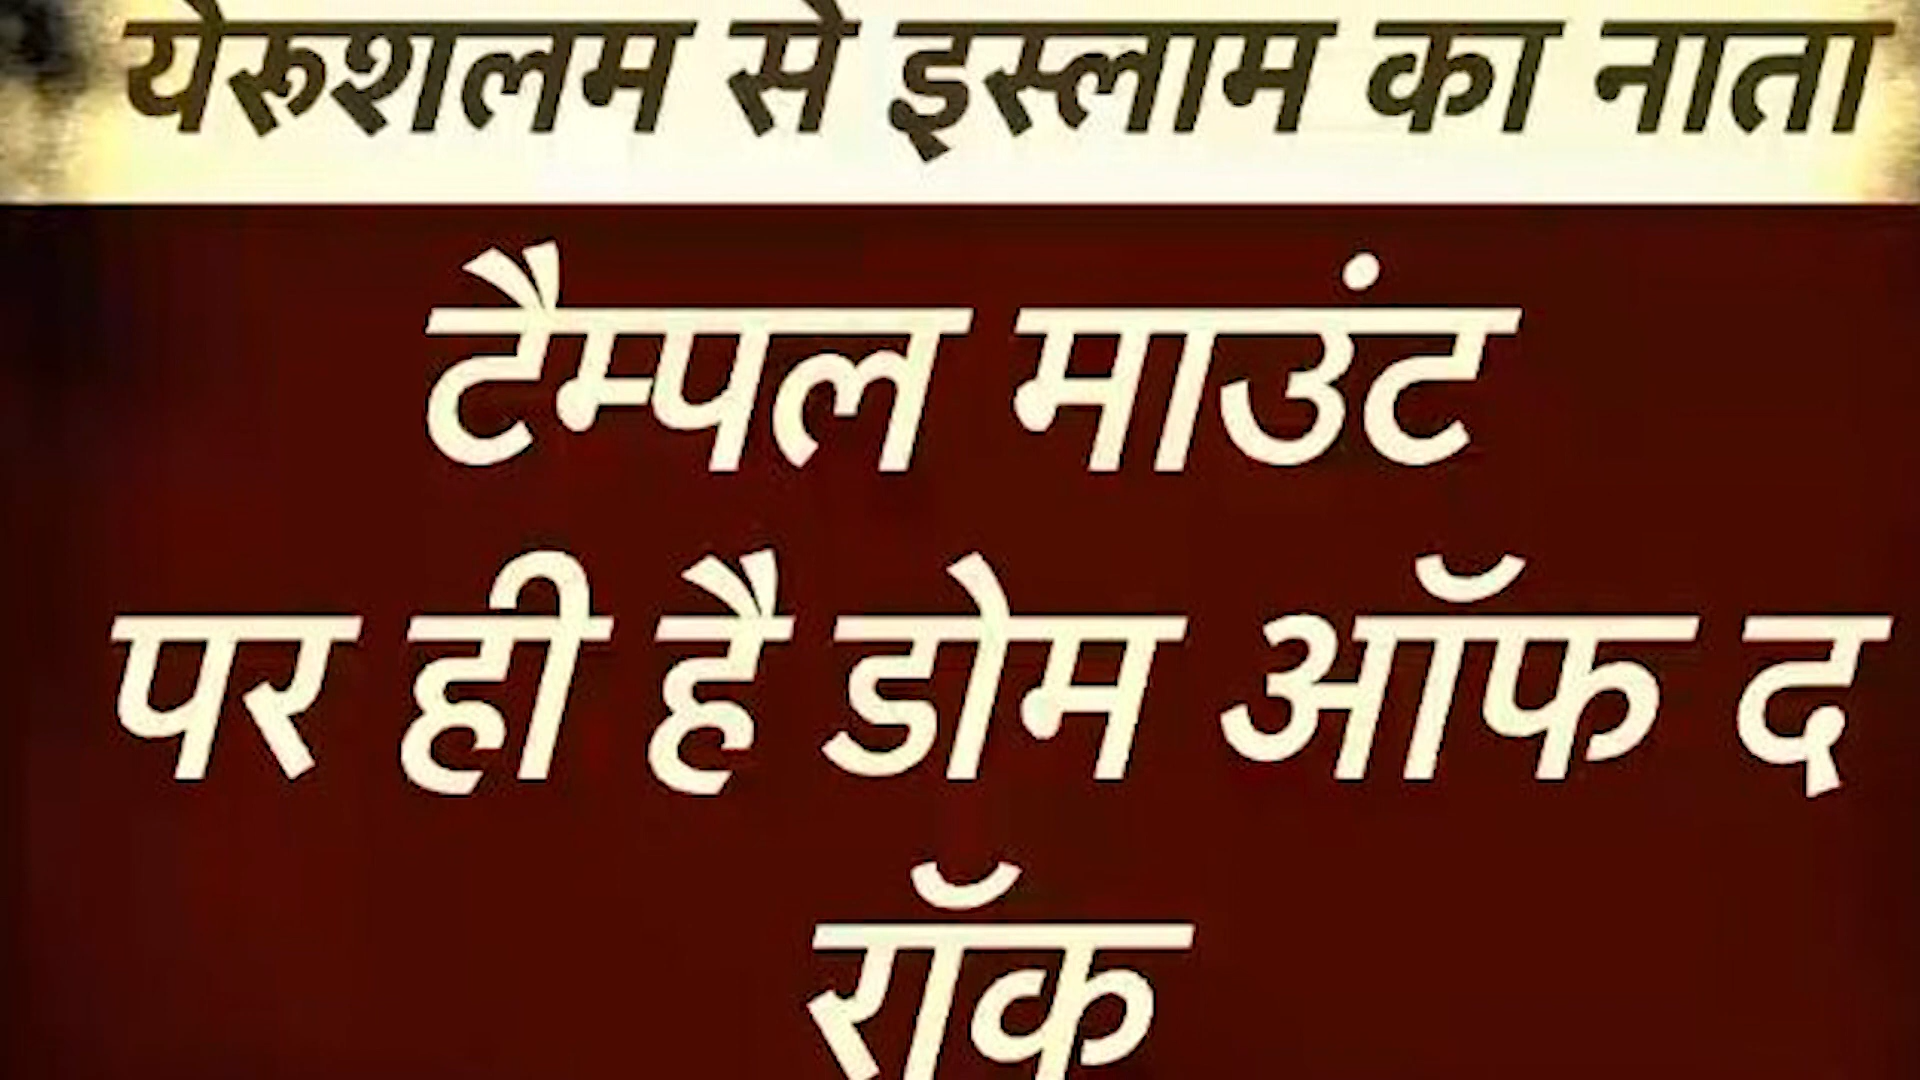 येरूशलम से इस्लाम का नाता
टैम्पल माउंट
पर ही है डोम ऑफ द
रॉक